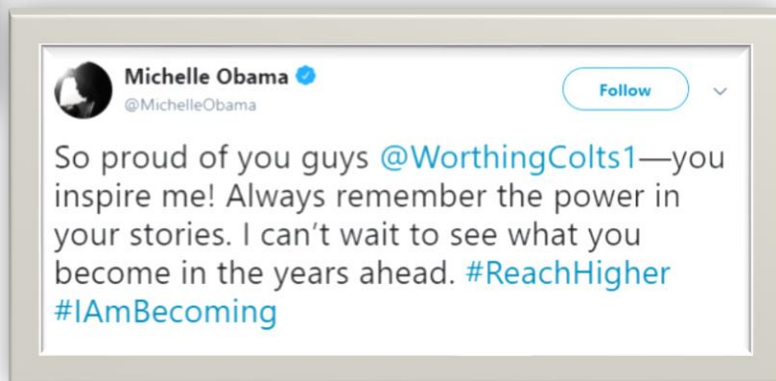 Michelle Obama
@MichelleObama
Follow
So proud of you guys @WorthingColts1—you
inspire me! Always remember the power in
your stories. I can't wait to see what you
become in the years ahead. #ReachHigher
#IAmBecoming